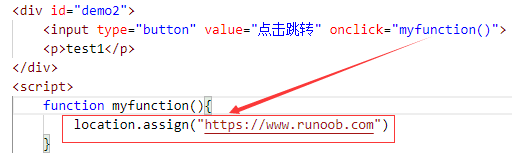 <div id="demo2">
<input type="button" value="点击跳转" onclick="myfunction()">
<p>test1</p>
</div>
<script>
function myfunction(){
location.assign("https://www.runoob.com")
}